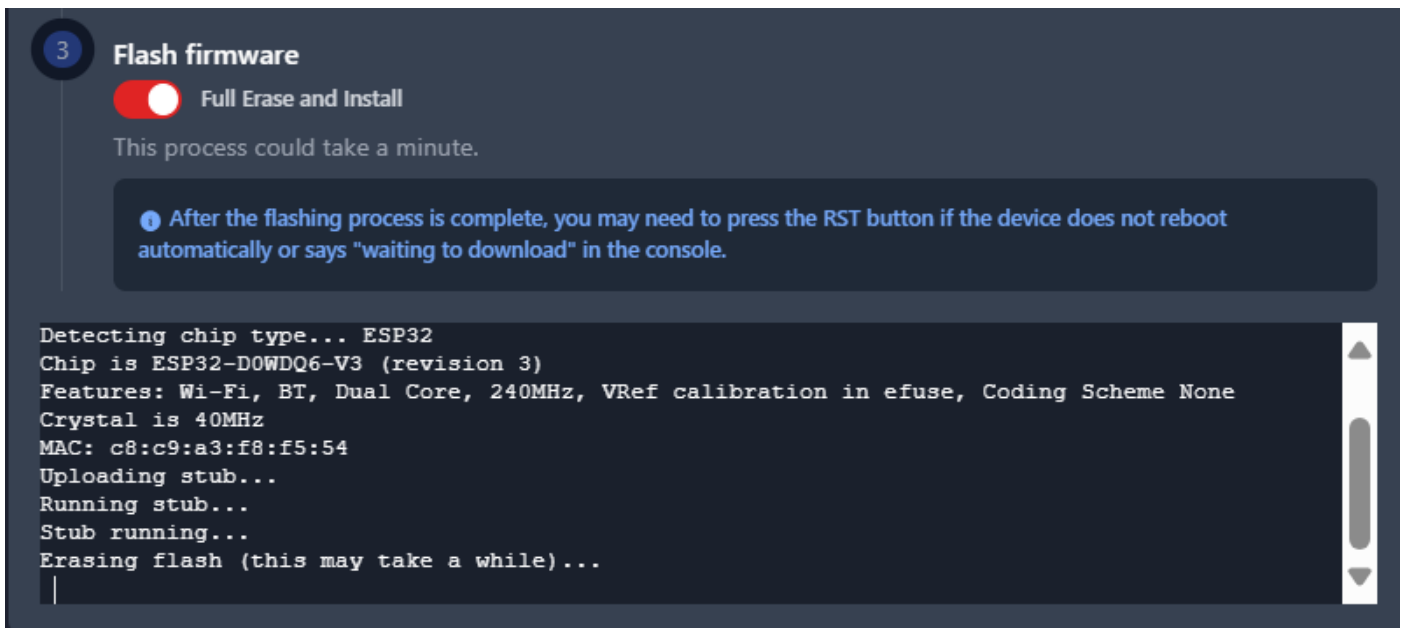 3
Flash firmware
Full Erase and Install
This process could take a minute.
After the flashing process is complete, you may need to press the RST button if the device does not reboot
automatically or says "waiting to download" in the console.
Detecting chip type... ESP32
Chip is ESP32-D0WDQ6-V3 (revision 3)
Features: Wi-Fi, BT, Dual Core, 240MHz, VRef calibration in efuse, Coding Scheme None
Crystal is 40MHz
MAC: c8:c9:a3:f8:f5:54
Uploading stub...
Running stub...
Stub running...
Erasing flash (this may take a while)...